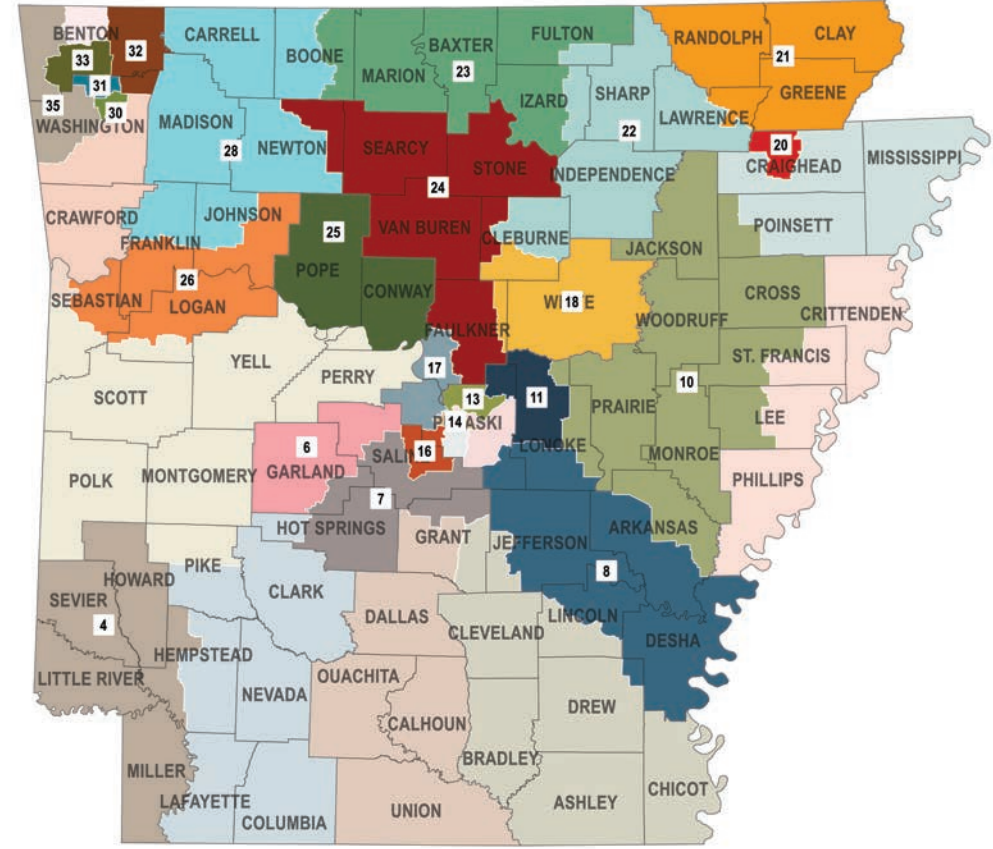 BENTON
32
CARRELL
BOONE
BAXTER
FULTON
RANDOLPH
CLAY
33
MARION
23
21
31
IZARD
SHARP
GREENE
35
30
WASHINGTON
MADISON
LAWRENCE
22
28
NEWTON
SEARCY
STONE
20
CRAIGHEAD
MISSISSIPPI
INDEPENDENCE
24
CRAWFORD
JOHNSON
25
VAN BUREN
CLEBURNE
POINSETT
FRANKLIN
JACKSON
26
POPE
CONWAY
SEBASTIAN
LOGAN
18
CROSS
WOODRUFF
CRITTENDEN
FAULKNER
YELL
PERRY
17
ST. FRANCIS
SCOTT
10
13
11
PRAIRIE
LEE
14
6
16
LONOKE
MONROE
POLK
MONTGOMERY
GARLAND
PHILLIPS
7
HOT SPRINGS
GRANT
JEFFERSON
ARKANSAS
PIKE
HOWARD
8
CLARK
SEVIER
4
DALLAS
CLEVELAND
LINCOLN
DESHA
HEMPSTEAD
LITTLE RIVER
NEVADA
OUACHITA
CALHOUN
DREW
BRADLEY
MILLER
LAFAYETTE
COLUMBIA
UNION
ASHLEY
CHICOT